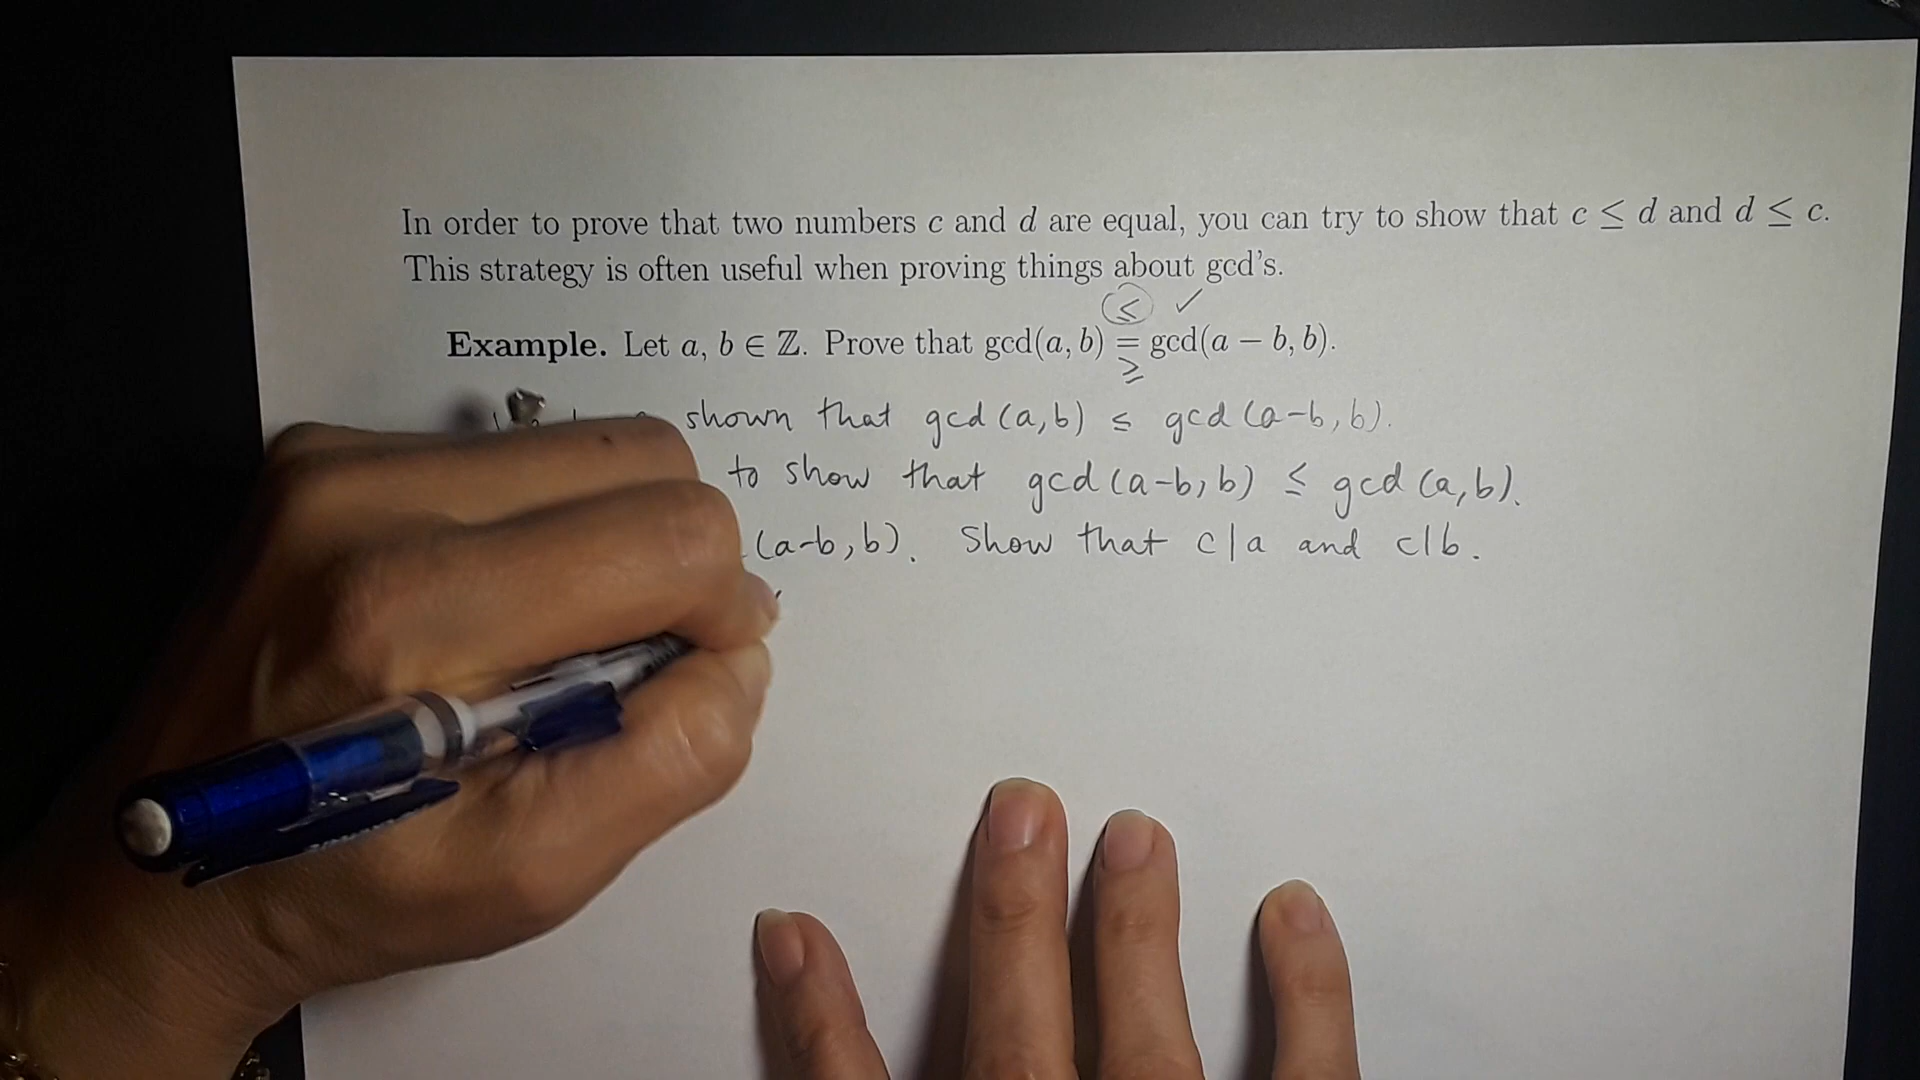 In order to prove that two numbers c and d are equal, you can try to show that c ≤ d and d ≤ c.
This strategy is often useful when proving things about gcd's.
≤ ✓
Example. Let a, b ∈ ℤ. Prove that gcd(a, b) = gcd(a − b, b).
≥
shown that gcd (a,b) ≤ gcd (a-b,b).
to show that gcd (a-b,b) ≤ gcd (a,b).
(a-b,b). Show that c|a and c|b.